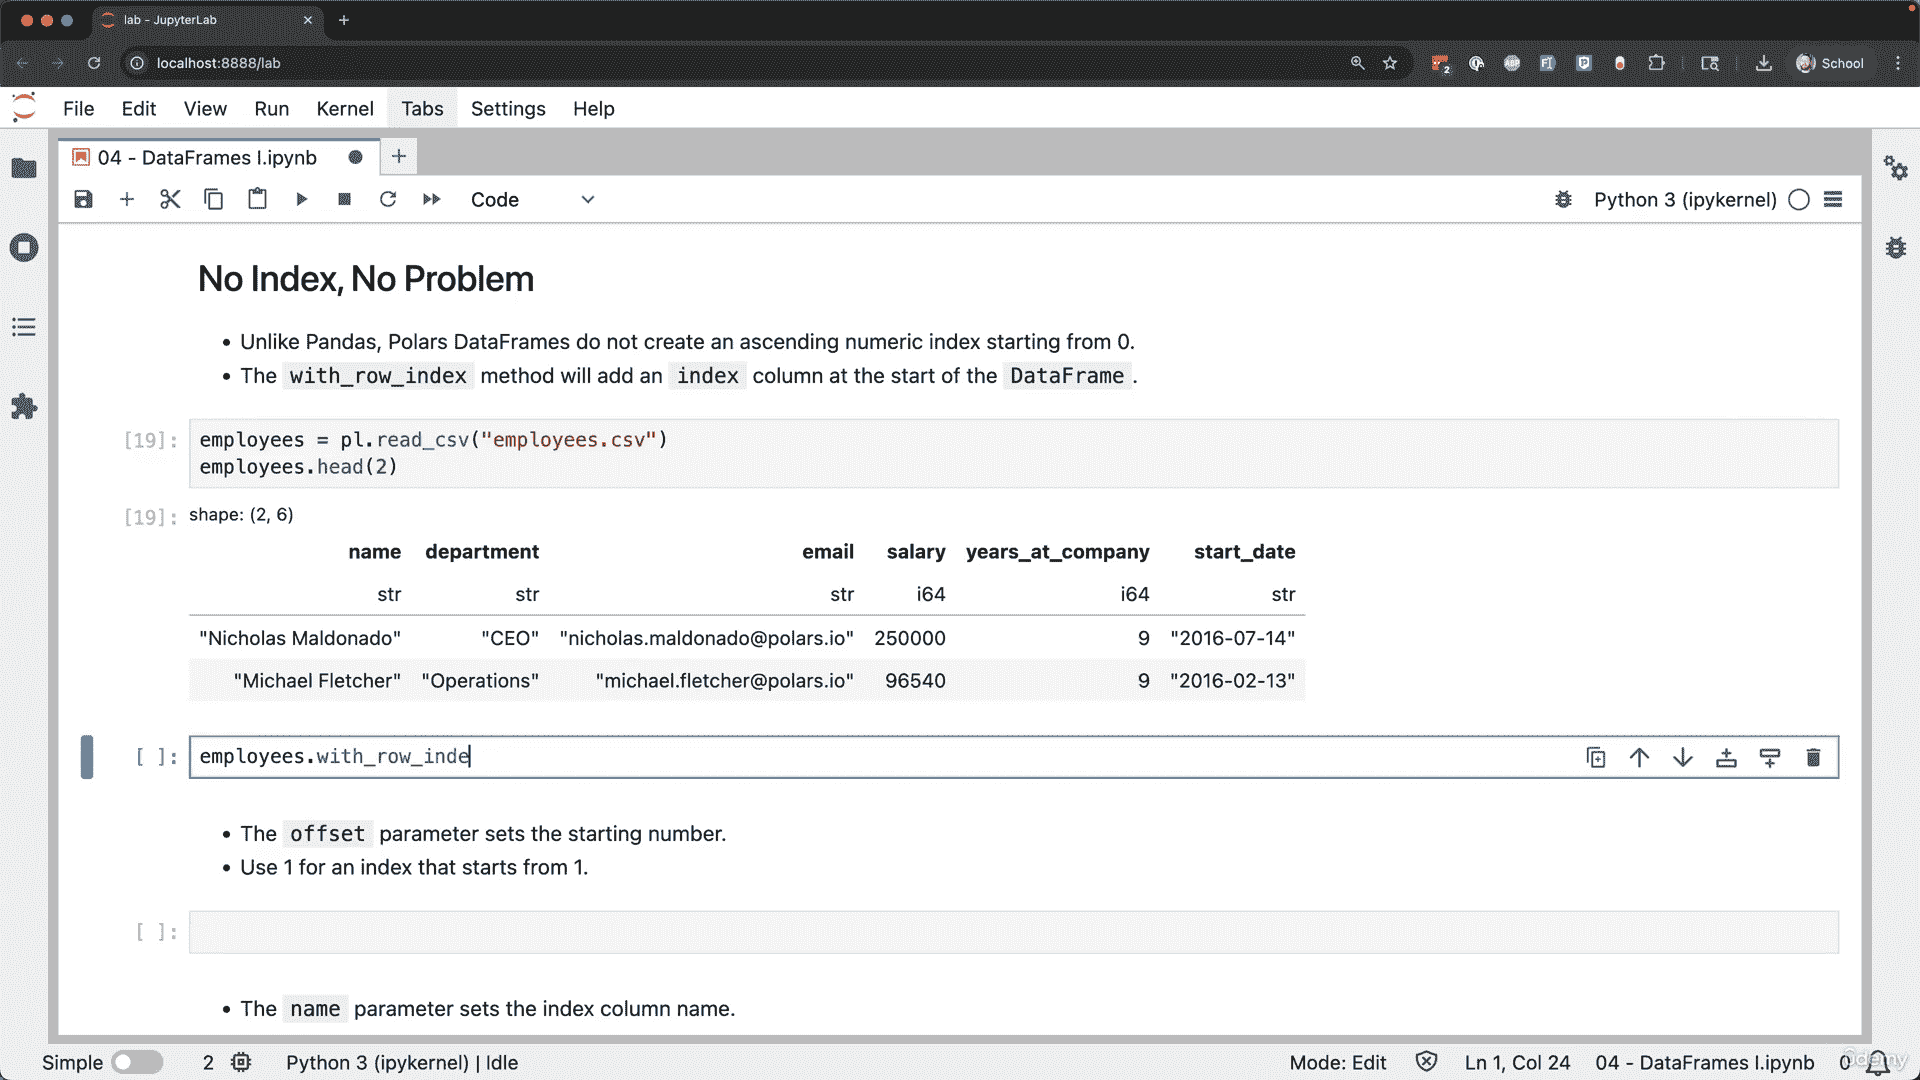 lab - JupyterLab
localhost:8888/lab
2
ABP
School
File Edit View Run Kernel Tabs Settings Help
04 - DataFrames I.ipynb
Code
Python 3 (ipykernel)
No Index, No Problem
• Unlike Pandas, Polars DataFrames do not create an ascending numeric index starting from 0.
• The with_row_index method will add an index column at the start of the DataFrame.
[19]: employees = pl.read_csv("employees.csv")
employees.head(2)
[19]: shape: (2, 6)
name department email salary years_at_company start_date
str str str i64 i64 str
"Nicholas Maldonado" "CEO" "nicholas.maldonado@polars.io" 250000 9 "2016-07-14"
"Michael Fletcher" "Operations" "michael.fletcher@polars.io" 96540 9 "2016-02-13"
[ ]: employees.with_row_inde
• The offset parameter sets the starting number.
• Use 1 for an index that starts from 1.
[ ]:
• The name parameter sets the index column name.
Simple 2 Python 3 (ipykernel) | Idle Mode: Edit Ln 1, Col 24 04 - DataFrames I.ipynb 0
Udemy